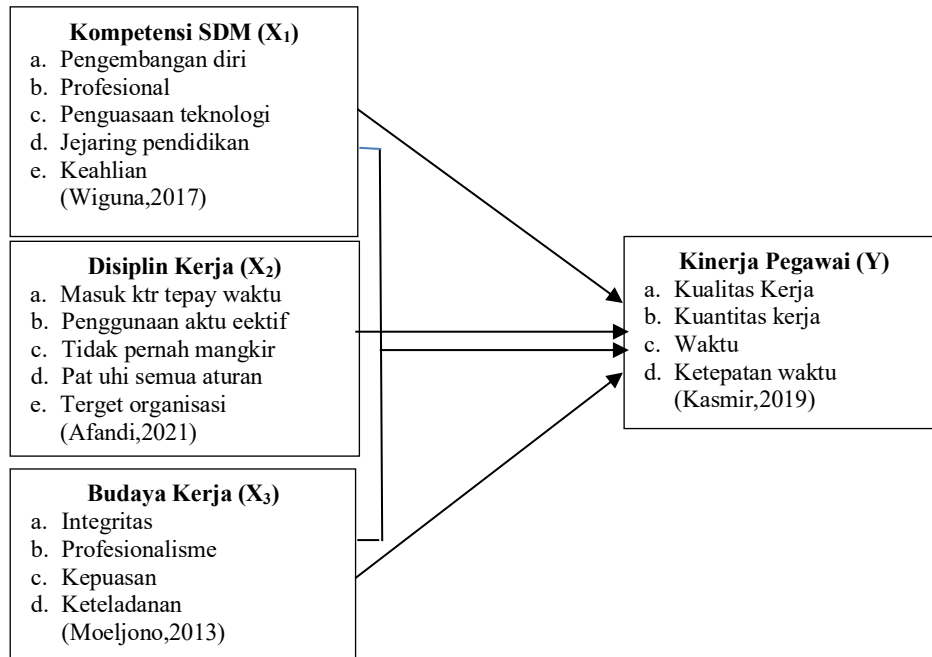 Kompetensi SDM (X₁)
a. Pengembangan diri
b. Profesional
c. Penguasaan teknologi
d. Jejaring pendidikan
e. Keahlian
(Wiguna,2017)
Disiplin Kerja (X₂)
a. Masuk ktr tepay waktu
b. Penggunaan aktu eektif
c. Tidak pernah mangkir
d. Pat uhi semua aturan
e. Terget organisasi
(Afandi,2021)
Budaya Kerja (X₃)
a. Integritas
b. Profesionalisme
c. Kepuasan
d. Keteladanan
(Moeljono,2013)
Kinerja Pegawai (Y)
a. Kualitas Kerja
b. Kuantitas kerja
c. Waktu
d. Ketepatan waktu
(Kasmir,2019)